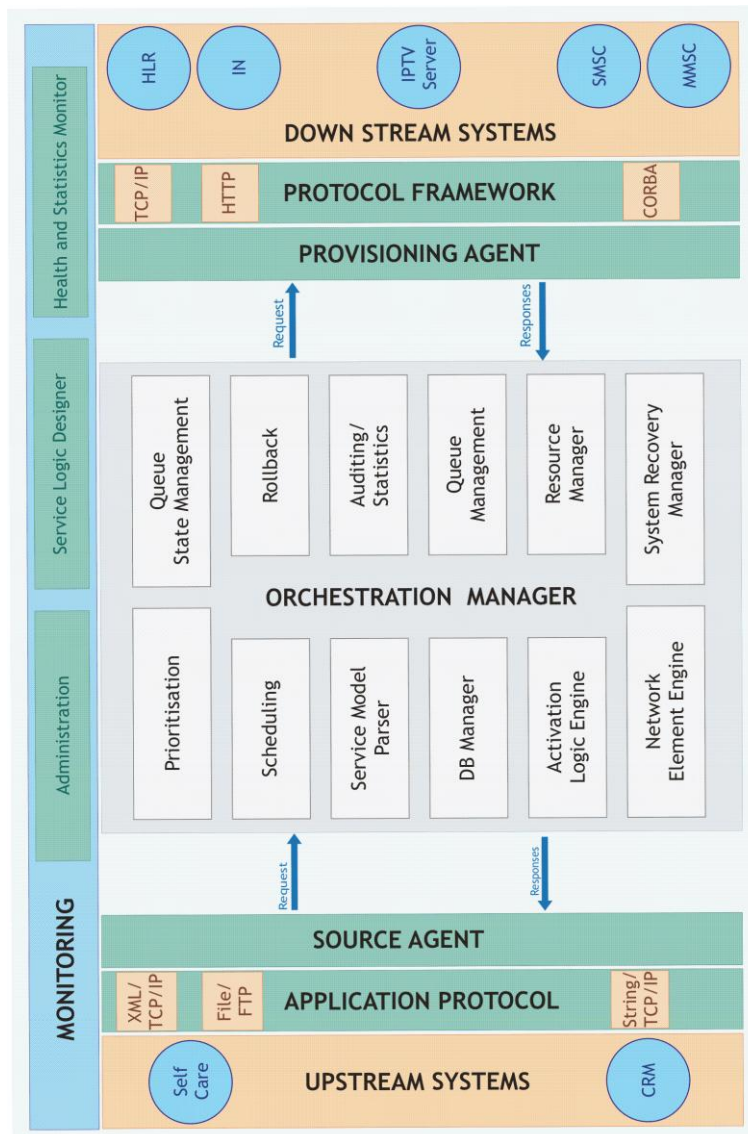 MONITORING
Administration
Service Logic Designer
Health and Statistics Monitor
Self
Care
UPSTREAM SYSTEMS
CRM
XML/
TCP/IP
File/
FTP
APPLICATION PROTOCOL
String/
TCP/IP
SOURCE AGENT
Request
Responses
Prioritisation
Scheduling
Service Model
Parser
DB Manager
Activation
Logic Engine
Network
Element Engine
ORCHESTRATION MANAGER
Queue
State Management
Rollback
Auditing/
Statistics
Queue
Management
Resource
Manager
System Recovery
Manager
Request
Responses
PROVISIONING AGENT
TCP/IP
HTTP
PROTOCOL FRAMEWORK
CORBA
DOWN STREAM SYSTEMS
HLR
IN
IPTV
Server
SMSC
MMSC